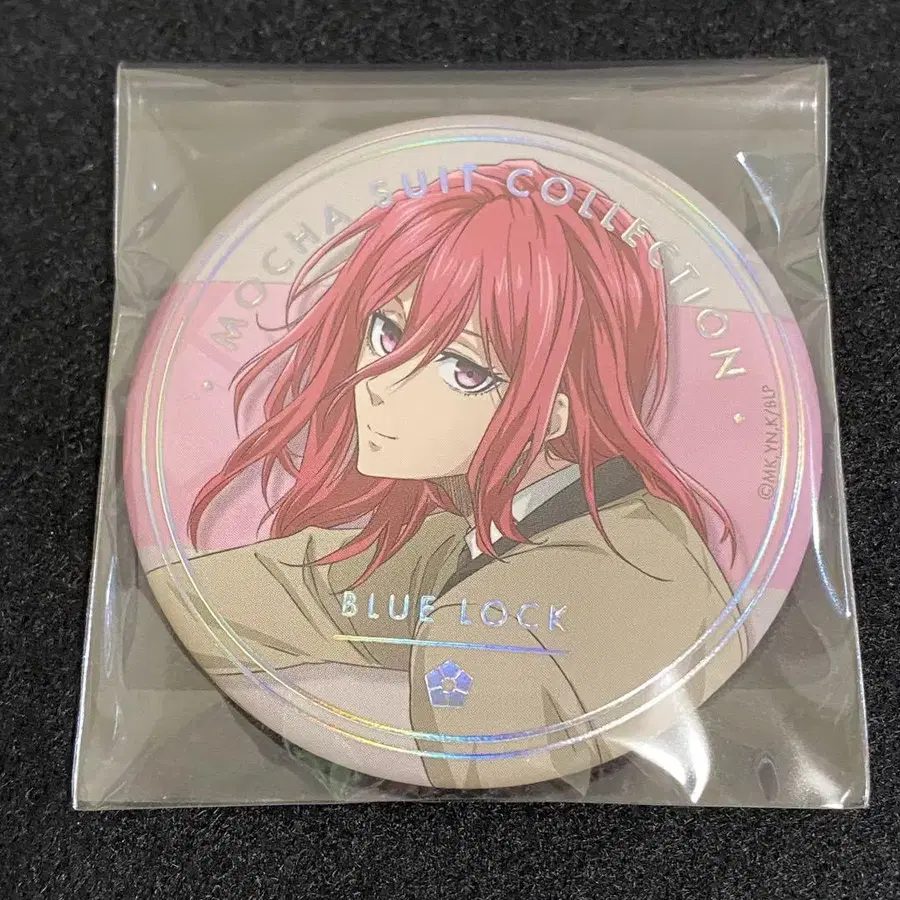 MOCHA SUIT COLLECTION
©MK,YN,K/BLP
BLUE LOCK